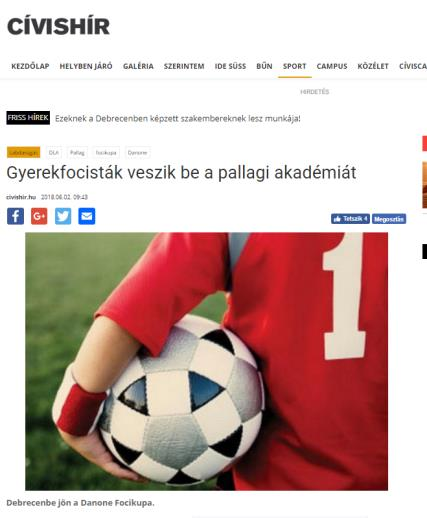 CÍVISHÍR
KEZDŐLAP HELYBEN JÁRÓ GALÉRIA SZERINTEM IDE SÜSS BŰN SPORT CAMPUS KÖZÉLET CÍVISCA
HIRDETÉS
FRISS HÍREK Ezeknek a Debrecenben képzett szakembereknek lesz munkája!
Labdarúgás DLA Pallag focikupa Danone
Gyerekfocisták veszik be a pallagi akadémiát
civishir.hu 2018.06.02. 09:43
f G+ Tetszik 4 Megosztás
1
Debrecenbe jön a Danone Focikupa.